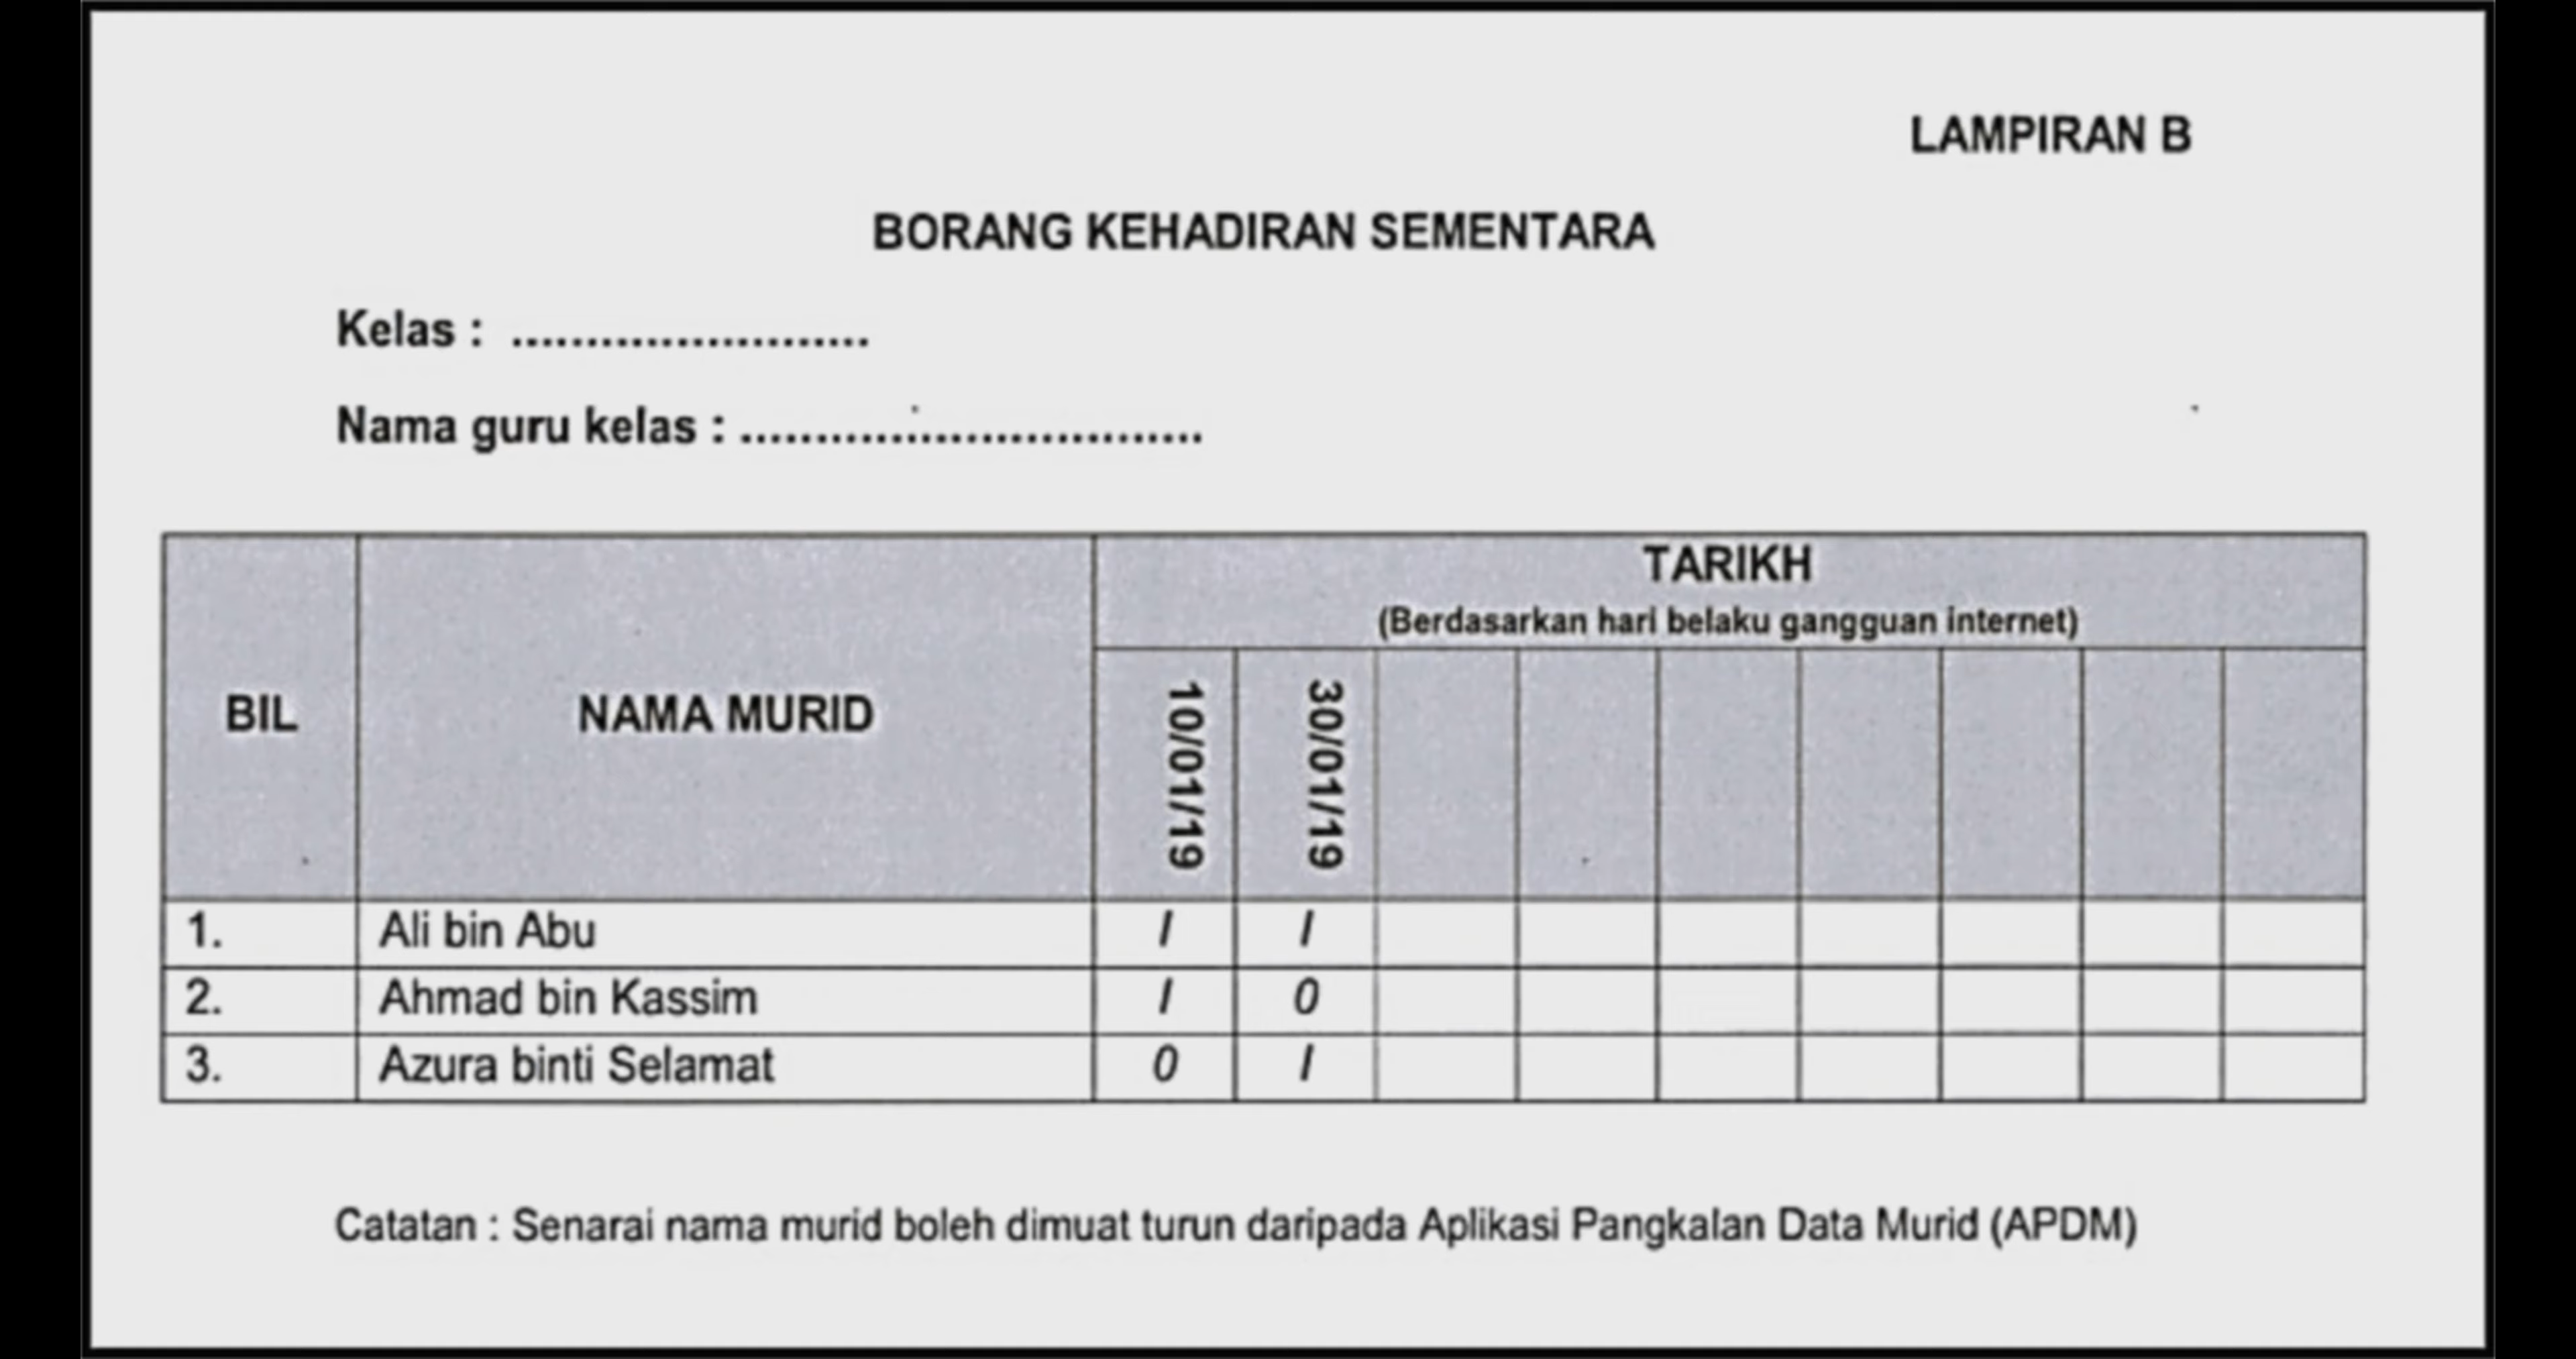 LAMPIRAN B
BORANG KEHADIRAN SEMENTARA
Kelas : ........................
Nama guru kelas : ...............................
TARIKH
(Berdasarkan hari belaku gangguan internet)
BIL NAMA MURID 10/01/19 30/01/19
1. Ali bin Abu / /
2. Ahmad bin Kassim / 0
3. Azura binti Selamat 0 /
Catatan : Senarai nama murid boleh dimuat turun daripada Aplikasi Pangkalan Data Murid (APDM)